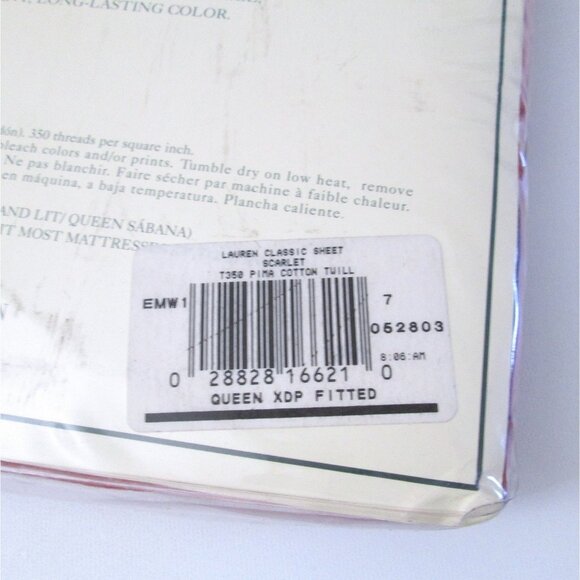 LONG-LASTING COLOR.
350 threads per square inch.
bleach colors and/or prints. Tumble dry on low heat, remove
Ne pas blanchir. Faire sécher par machine à faible chaleur.
en máquina, a baja temperatura. Plancha caliente.
AND LIT/ QUEEN SÁBANA)
IT MOST
LAUREN CLASSIC SHEET
SCARLET
T350 PIMA COTTON TWILL
EMW1 7
052803
8:06:AM
0 28828 16621 0
QUEEN XDP FITTED